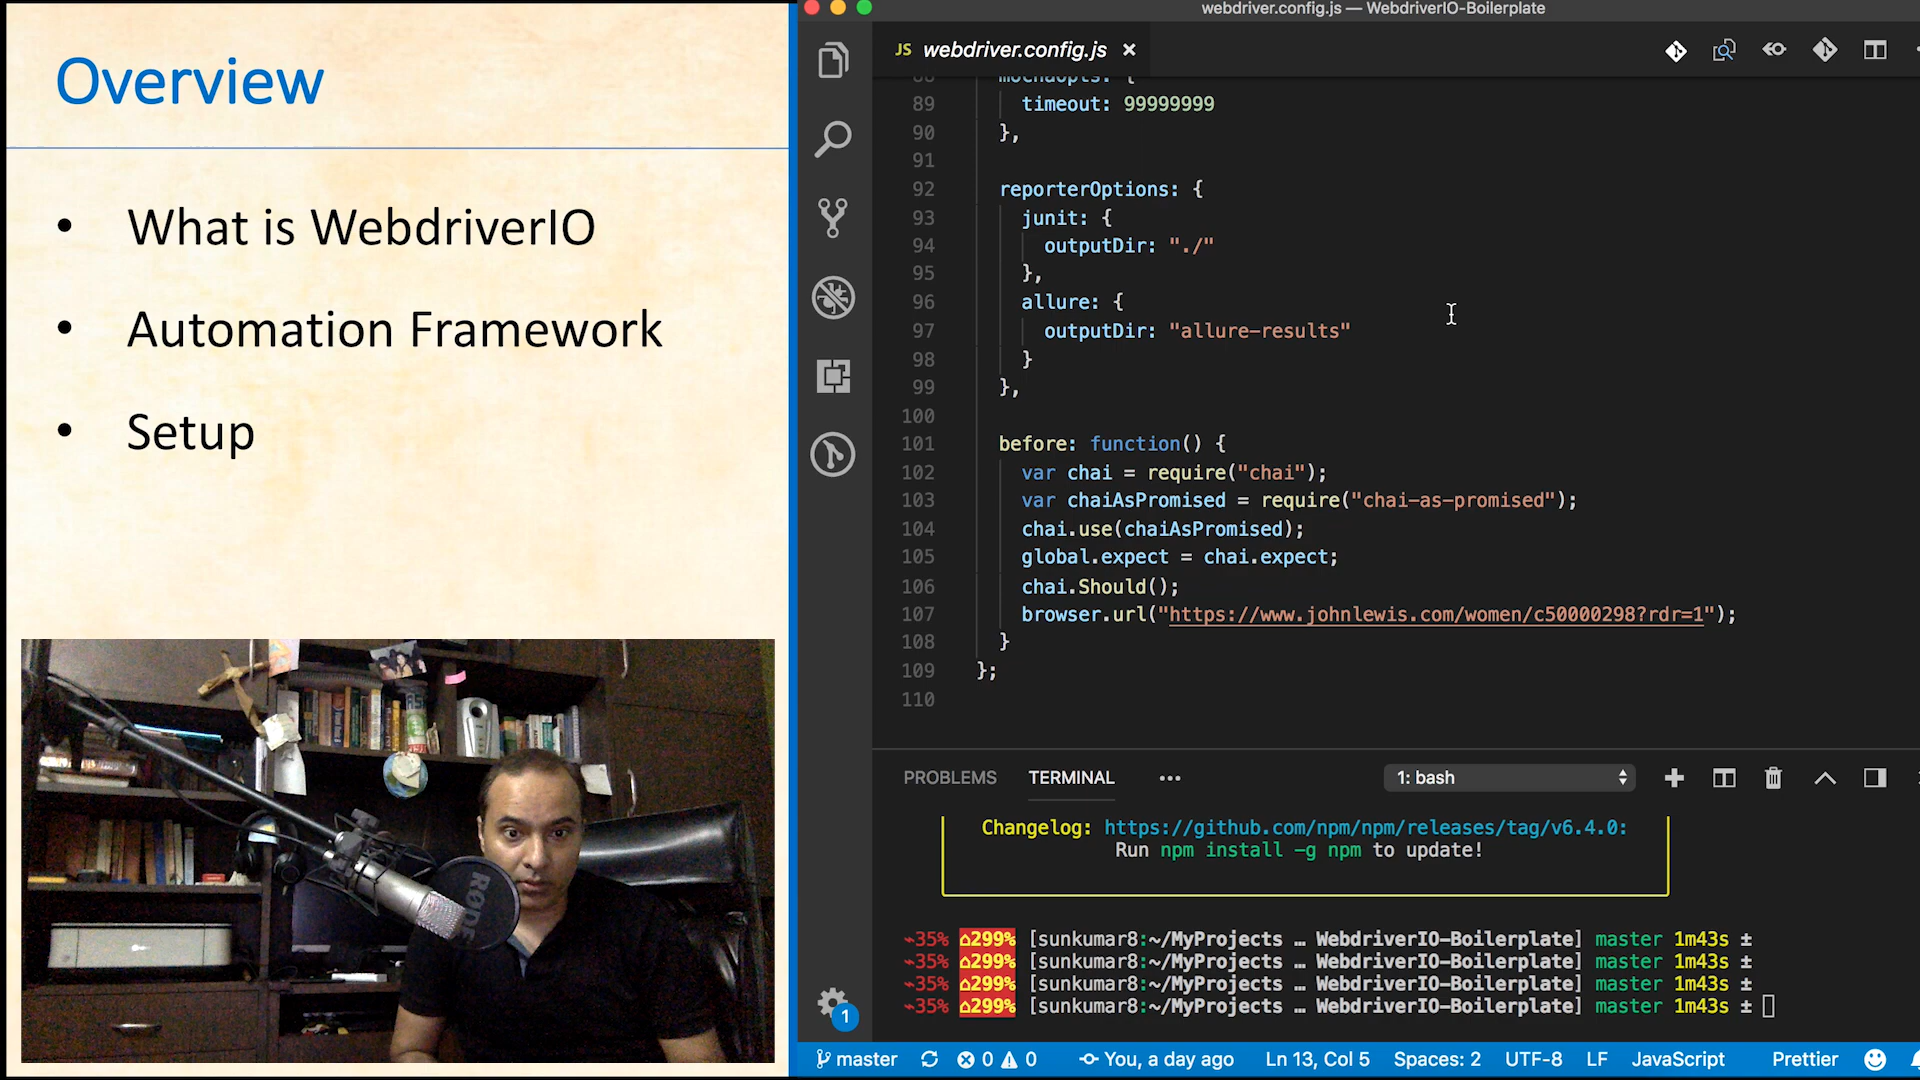 Overview
• What is WebdriverIO
• Automation Framework
• Setup
RØDE
webdriver.config.js — WebdriverIO-Boilerplate
JS webdriver.config.js ×
88 mochaOpts: {
89 timeout: 99999999
90 },
91
92 reporterOptions: {
93 junit: {
94 outputDir: "./"
95 },
96 allure: {
97 outputDir: "allure-results"
98 }
99 },
100
101 before: function() {
102 var chai = require("chai");
103 var chaiAsPromised = require("chai-as-promised");
104 chai.use(chaiAsPromised);
105 global.expect = chai.expect;
106 chai.Should();
107 browser.url("https://www.johnlewis.com/women/c50000298?rdr=1");
108 }
109 };
110
PROBLEMS TERMINAL ••• 1: bash
Changelog: https://github.com/npm/npm/releases/tag/v6.4.0:
Run npm install -g npm to update!
⌁35% ⌂299% [sunkumar8:~/MyProjects … WebdriverIO-Boilerplate] master 1m43s ±
⌁35% ⌂299% [sunkumar8:~/MyProjects … WebdriverIO-Boilerplate] master 1m43s ±
⌁35% ⌂299% [sunkumar8:~/MyProjects … WebdriverIO-Boilerplate] master 1m43s ±
⌁35% ⌂299% [sunkumar8:~/MyProjects … WebdriverIO-Boilerplate] master 1m43s ±
1
master 0 0 You, a day ago Ln 13, Col 5 Spaces: 2 UTF-8 LF JavaScript Prettier